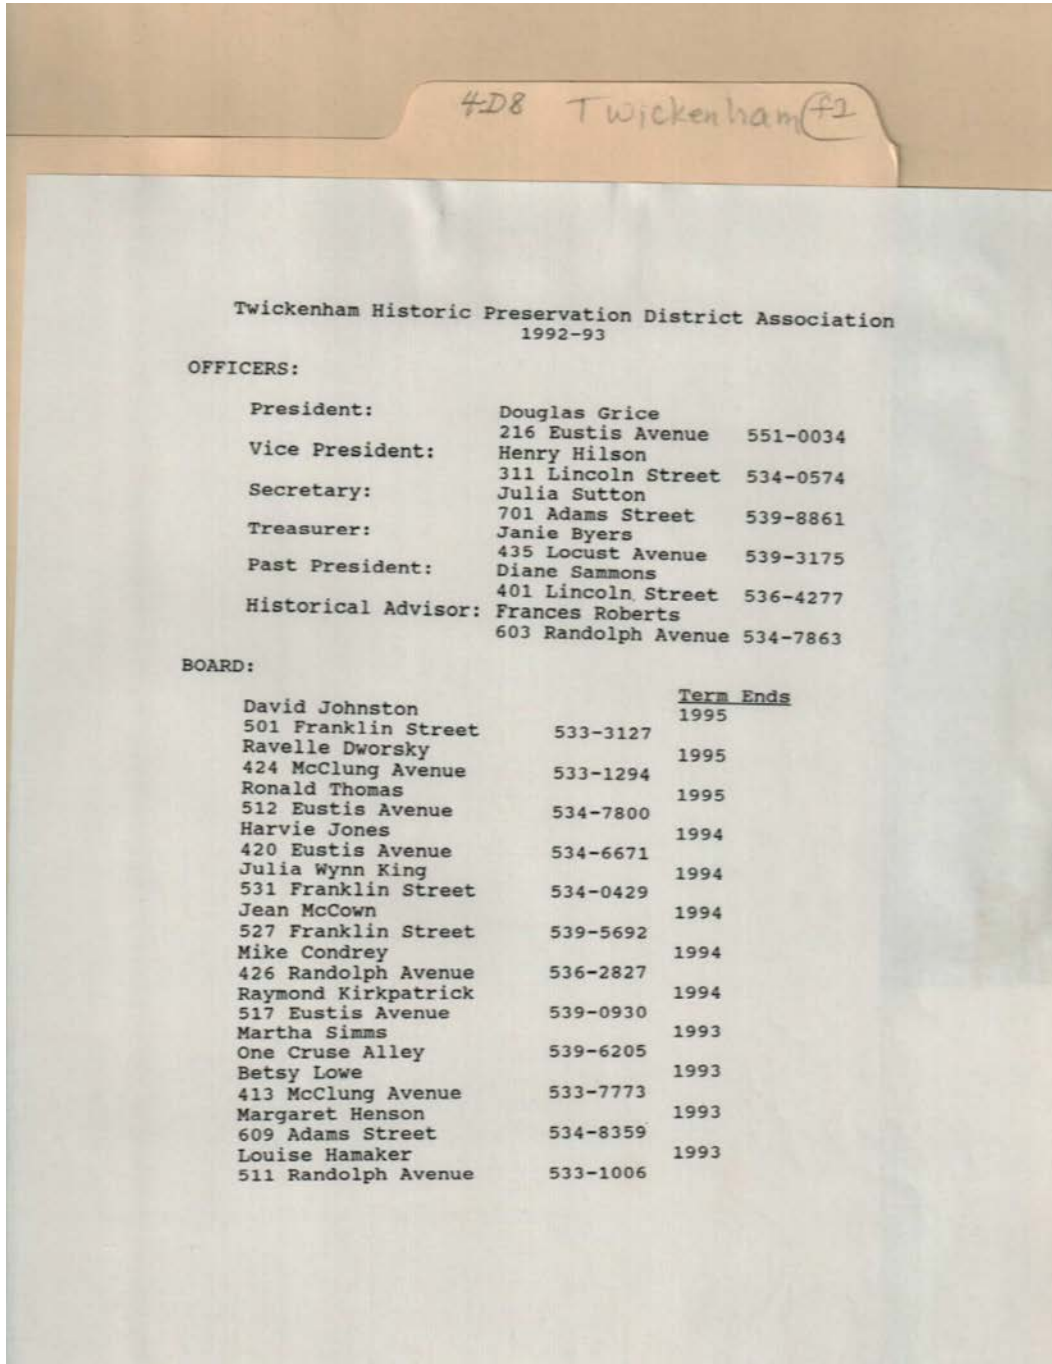 4D8 Twickenham f2
Twickenham Historic Preservation District Association
1992-93
OFFICERS:
President: Douglas Grice
216 Eustis Avenue 551-0034
Vice President: Henry Hilson
311 Lincoln Street 534-0574
Secretary: Julia Sutton
701 Adams Street 539-8861
Treasurer: Janie Byers
435 Locust Avenue 539-3175
Past President: Diane Sammons
401 Lincoln Street 536-4277
Historical Advisor: Frances Roberts
603 Randolph Avenue 534-7863
BOARD:
Term Ends
David Johnston 1995
501 Franklin Street 533-3127
Ravelle Dworsky 1995
424 McClung Avenue 533-1294
Ronald Thomas 1995
512 Eustis Avenue 534-7800
Harvie Jones 1994
420 Eustis Avenue 534-6671
Julia Wynn King 1994
531 Franklin Street 534-0429
Jean McCown 1994
527 Franklin Street 539-5692
Mike Condrey 1994
426 Randolph Avenue 536-2827
Raymond Kirkpatrick 1994
517 Eustis Avenue 539-0930
Martha Simms 1993
One Cruse Alley 539-6205
Betsy Lowe 1993
413 McClung Avenue 533-7773
Margaret Henson 1993
609 Adams Street 534-8359
Louise Hamaker 1993
511 Randolph Avenue 533-1006